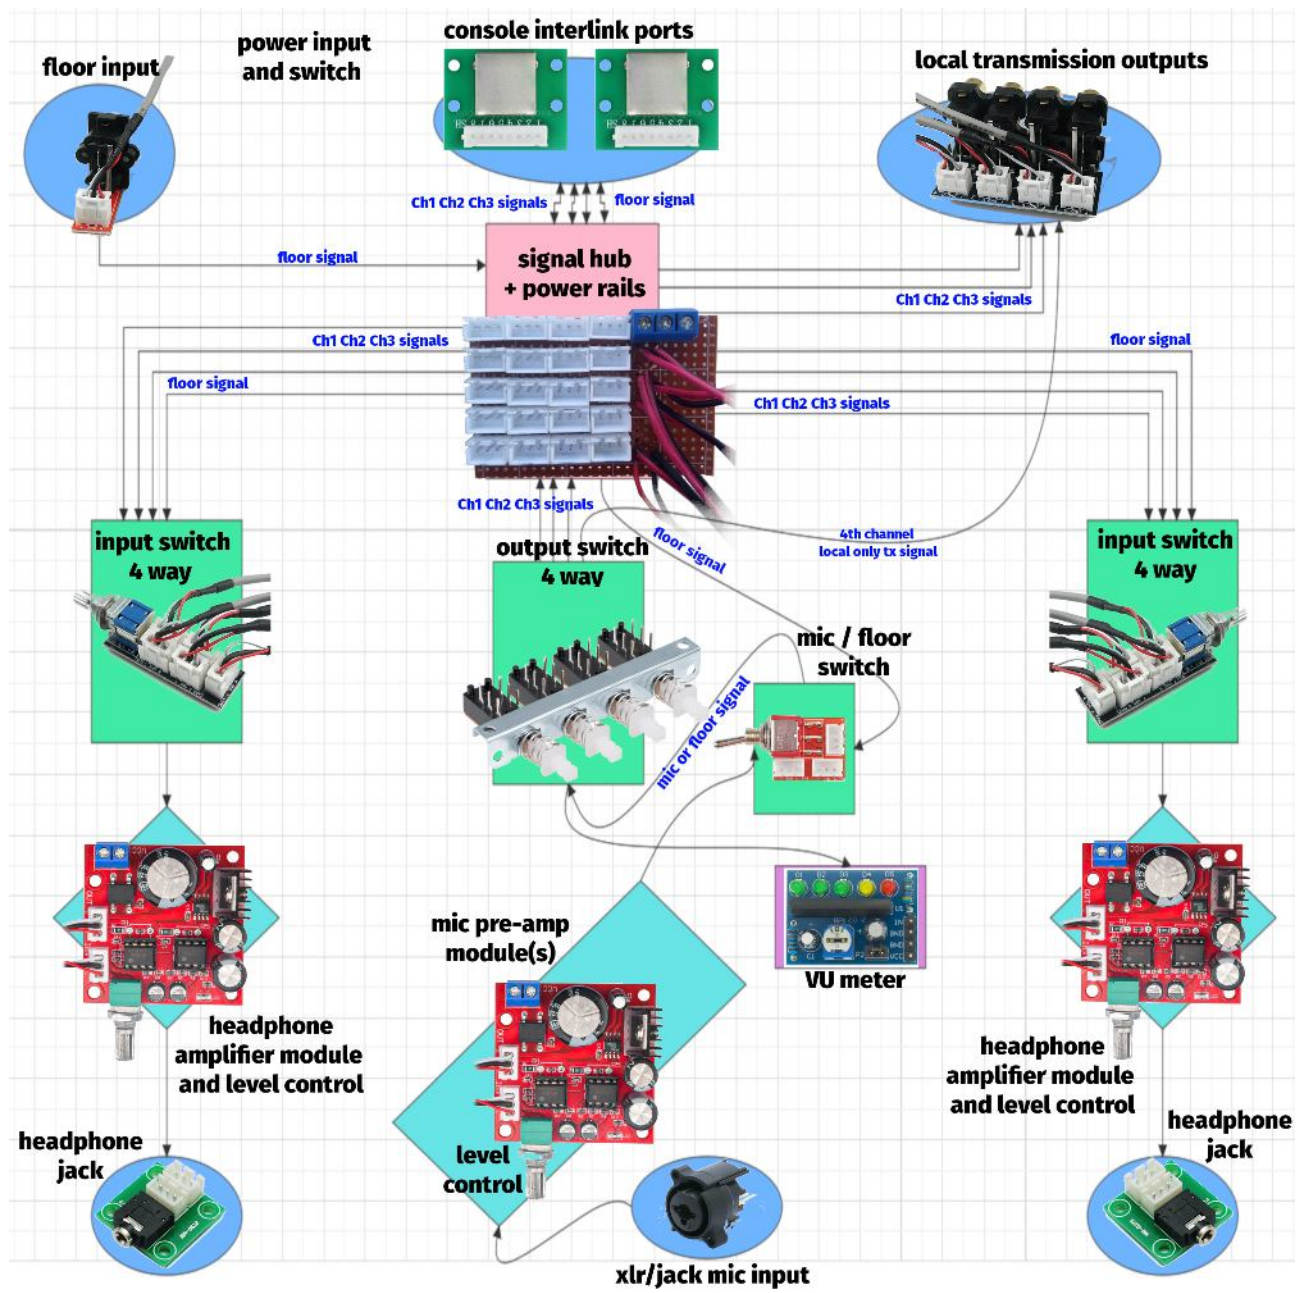 console interlink ports
power input
and switch
floor input
local transmission outputs
Ch1 Ch2 Ch3 signals
floor signal
signal hub
+ power rails
floor signal
Ch1 Ch2 Ch3 signals
Ch1 Ch2 Ch3 signals
floor signal
floor signal
Ch1 Ch2 Ch3 signals
Ch1 Ch2 Ch3 signals
floor signal
4th channel
local only tx signal
input switch
4 way
output switch
4 way
input switch
4 way
mic / floor
switch
mic or floor signal
mic pre-amp
module(s)
VU meter
headphone
amplifier module
and level control
headphone
amplifier module
and level control
level
control
headphone
jack
headphone
jack
xlr/jack mic input